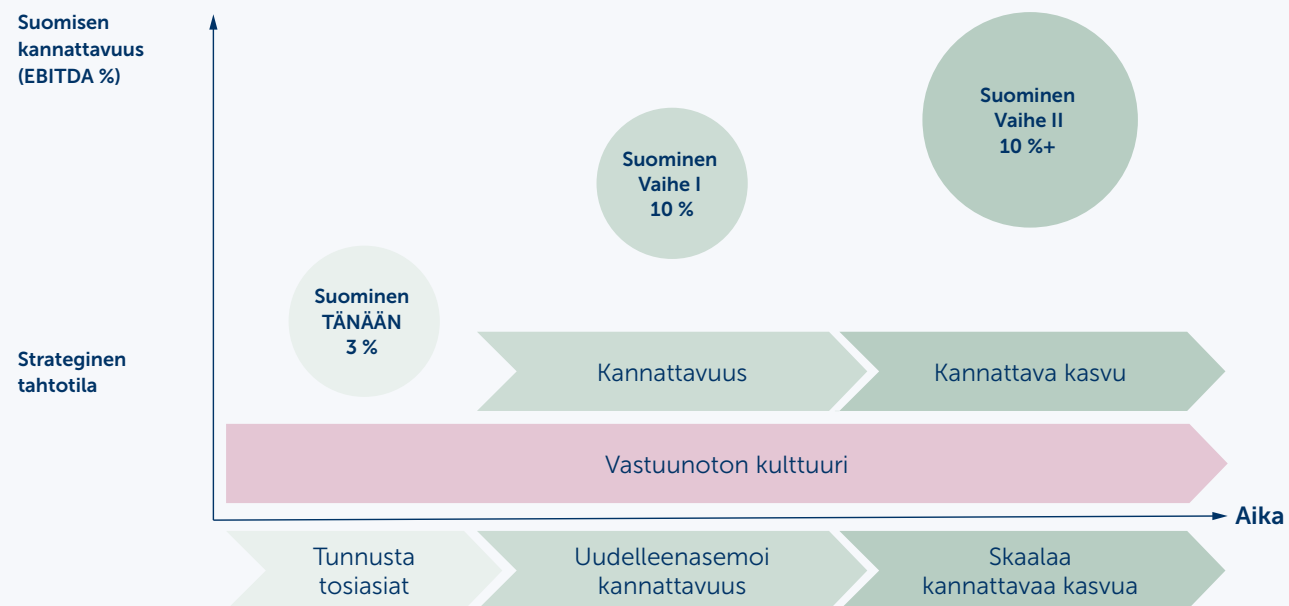 Suomisen
kannattavuus
(EBITDA %)
Suominen
Vaihe II
10 %+
Suominen
Vaihe I
10 %
Suominen
TÄNÄÄN
3 %
Strateginen
tahtotila
Kannattavuus
Kannattava kasvu
Vastuunoton kulttuuri
Aika
Tunnusta
tosiasiat
Uudelleenasemoi
kannattavuus
Skaalaa
kannattavaa kasvua